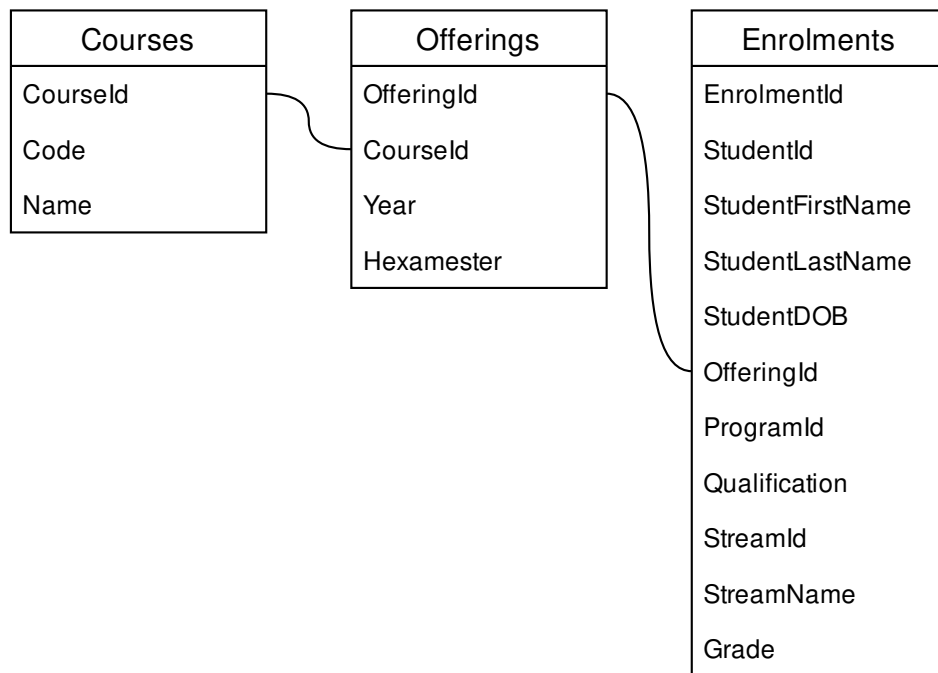 Courses
CourseId
Code
Name
Offerings
OfferingId
CourseId
Year
Hexamester
Enrolments
EnrolmentId
StudentId
StudentFirstName
StudentLastName
StudentDOB
OfferingId
ProgramId
Qualification
StreamId
StreamName
Grade